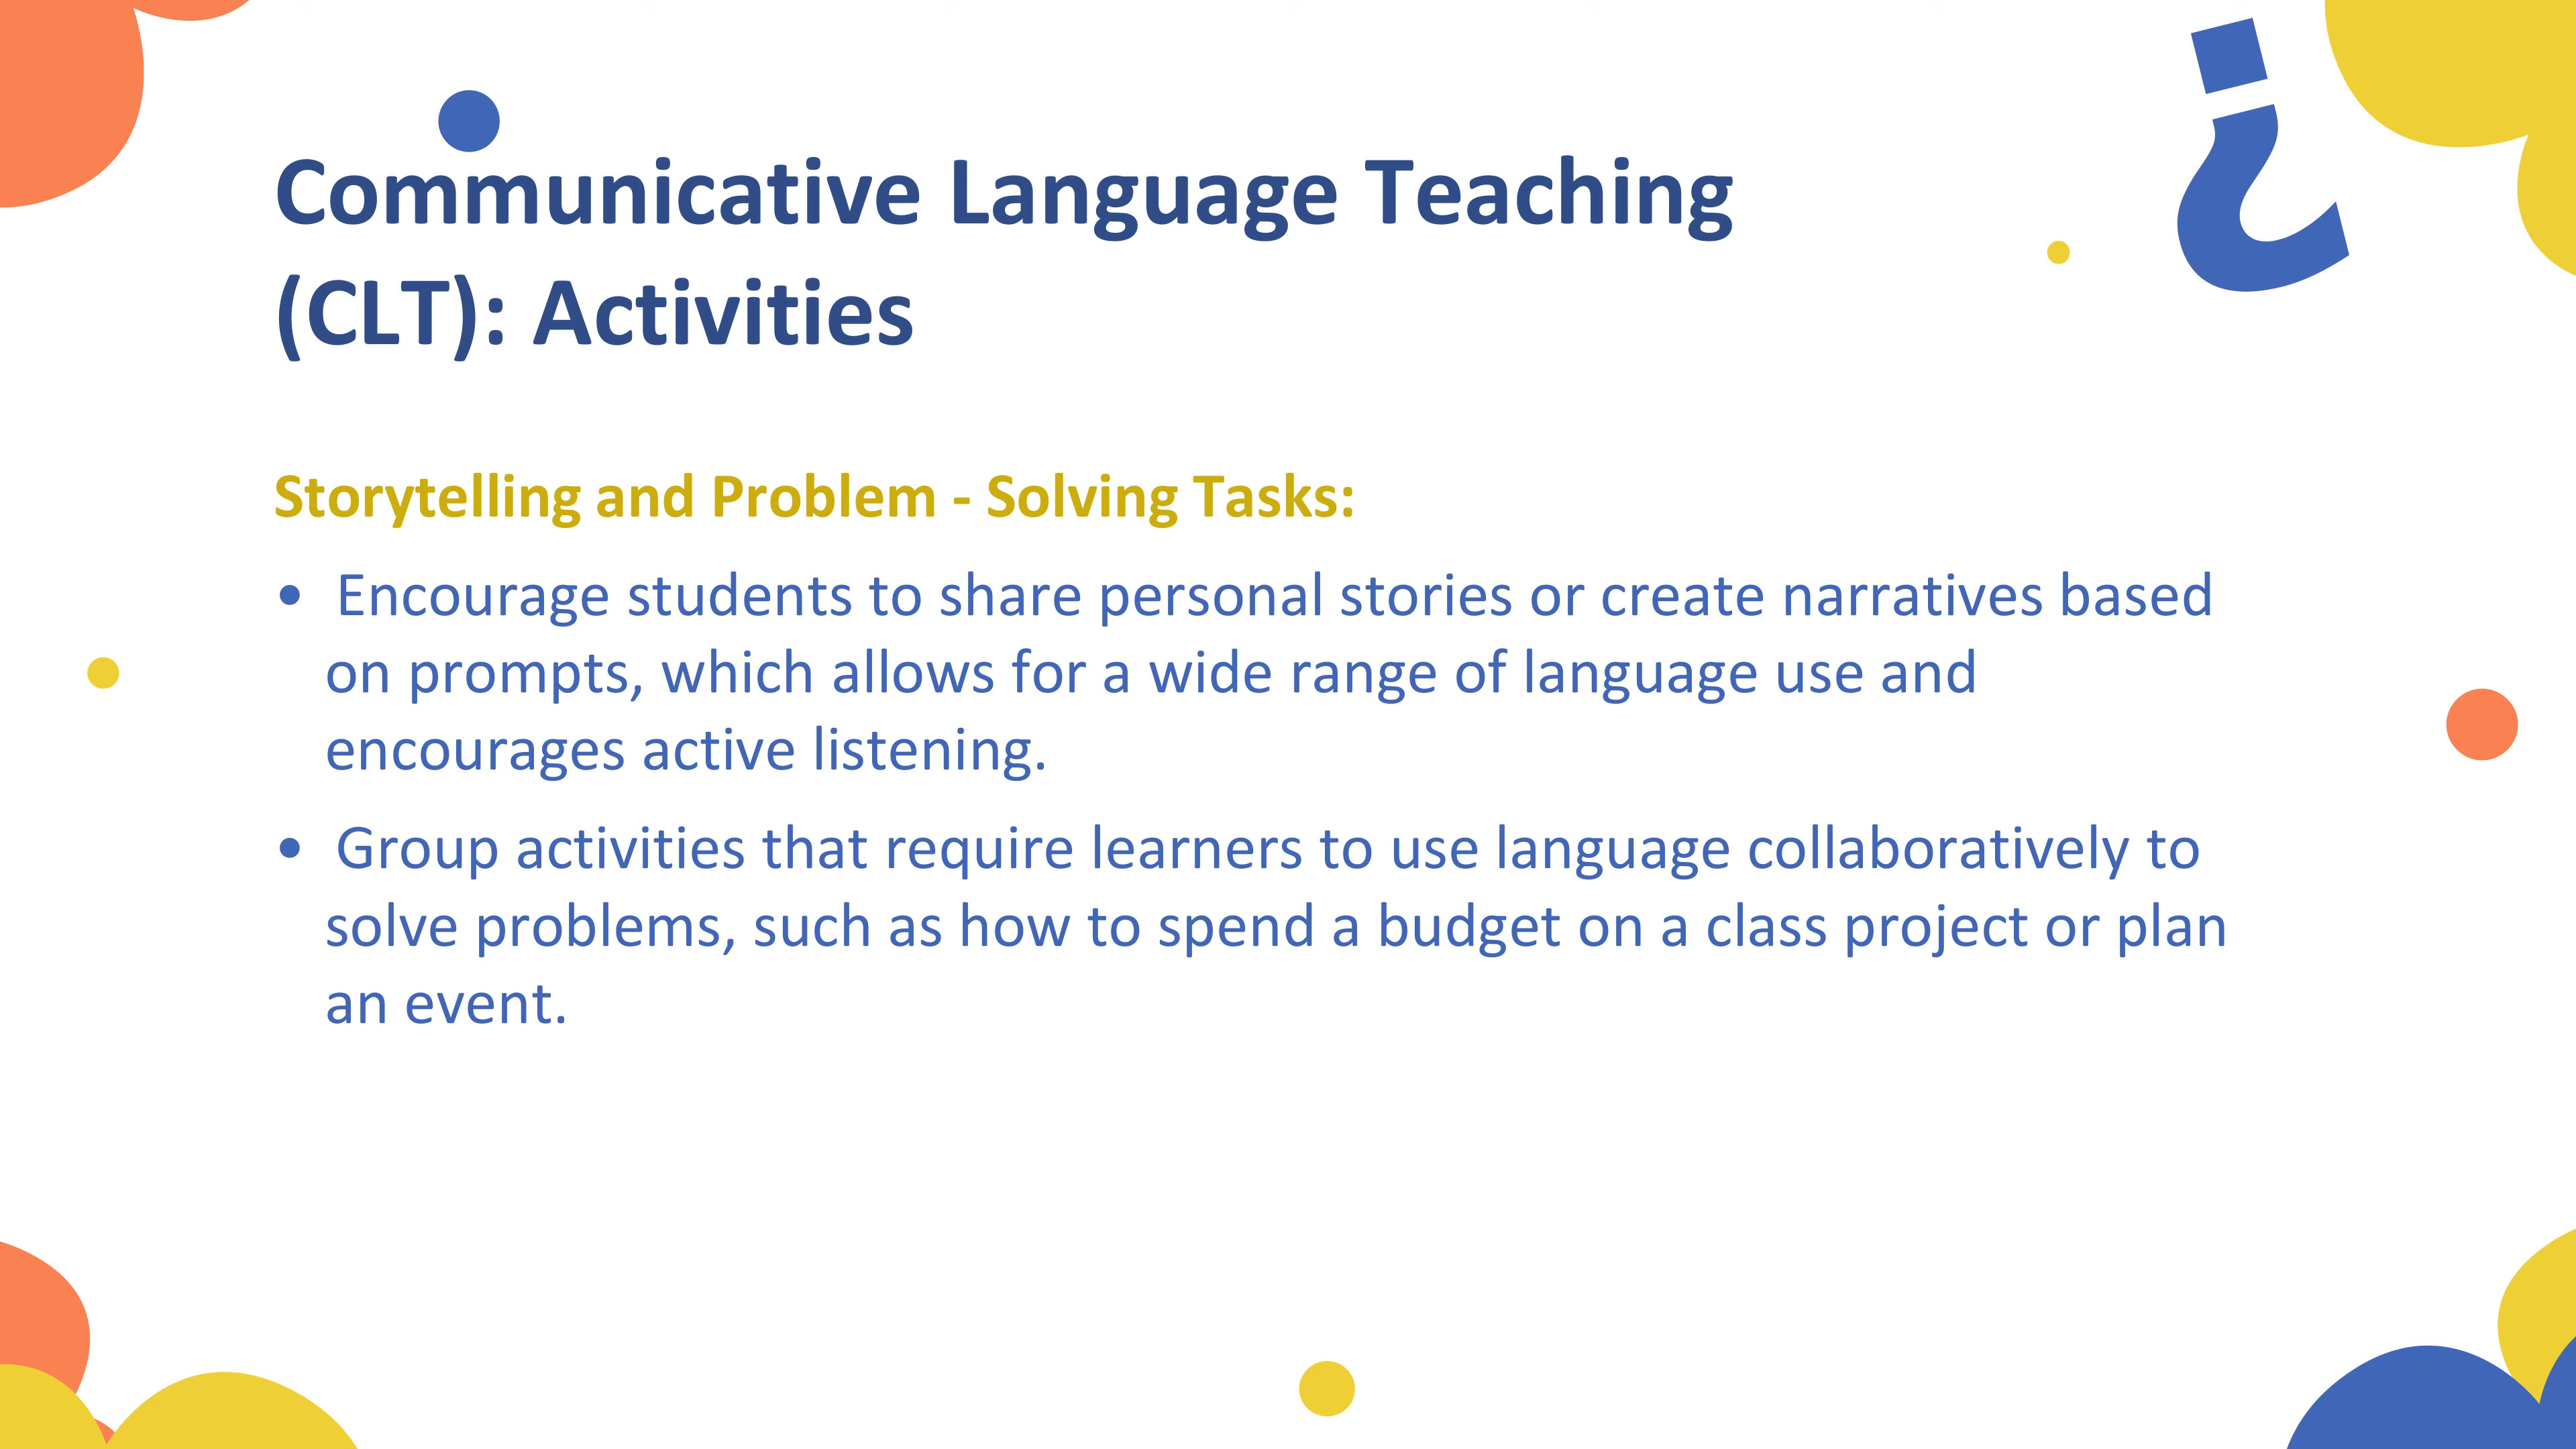 ¿
Communicative Language Teaching
(CLT): Activities
Storytelling and Problem - Solving Tasks:
• Encourage students to share personal stories or create narratives based
on prompts, which allows for a wide range of language use and
encourages active listening.
• Group activities that require learners to use language collaboratively to
solve problems, such as how to spend a budget on a class project or plan
an event.